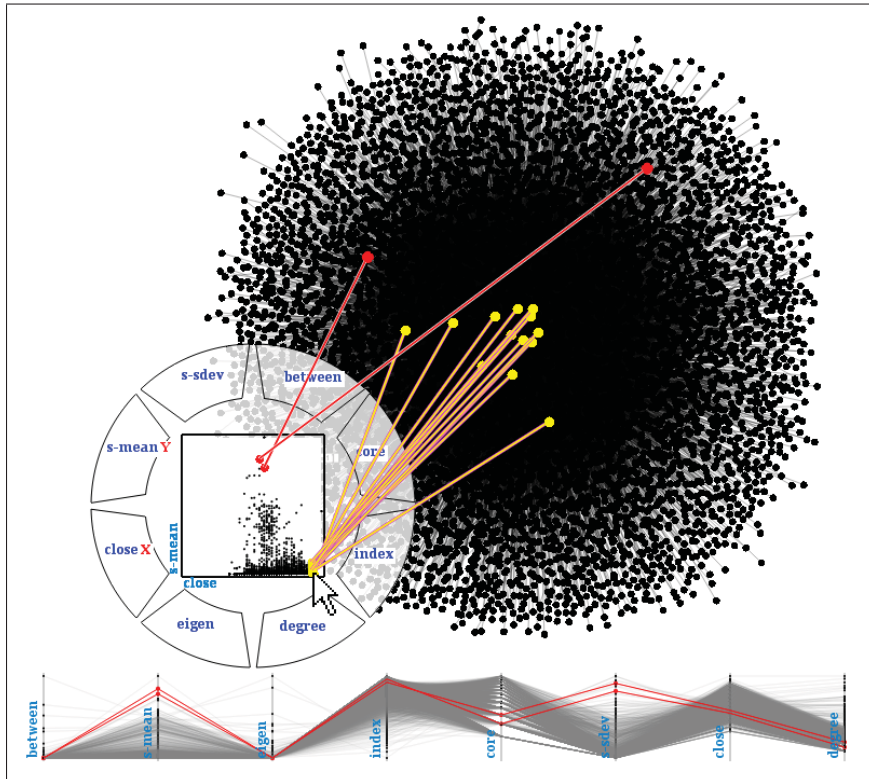 s-sdev
between
s-mean Y
core
close X
index
s-mean
close
eigen
degree
between
s-mean
eigen
index
core
s-sdev
close
degree